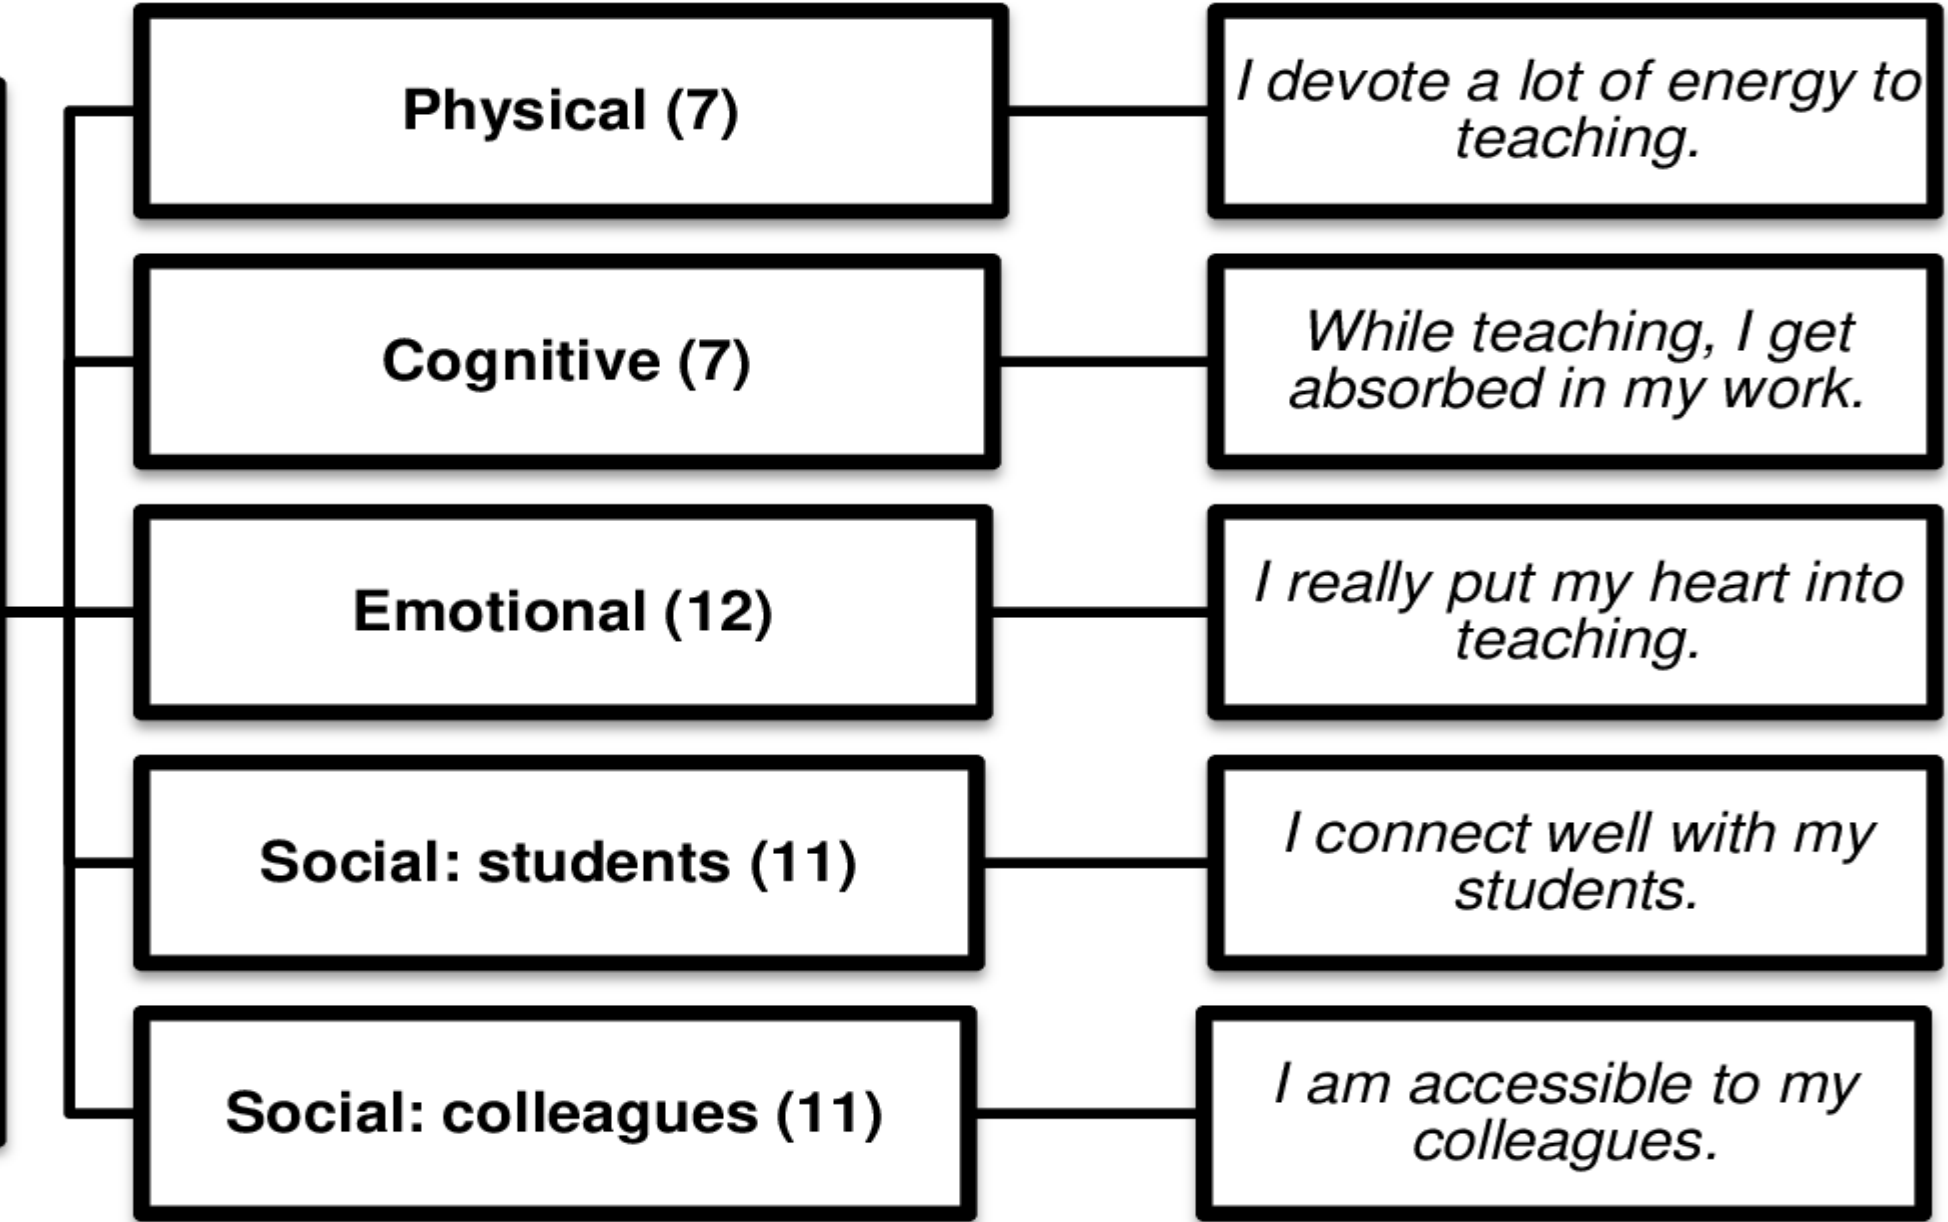 Physical (7)
I devote a lot of energy to
teaching.
Cognitive (7)
While teaching, I get
absorbed in my work.
Emotional (12)
I really put my heart into
teaching.
Social: students (11)
I connect well with my
students.
Social: colleagues (11)
I am accessible to my
colleagues.